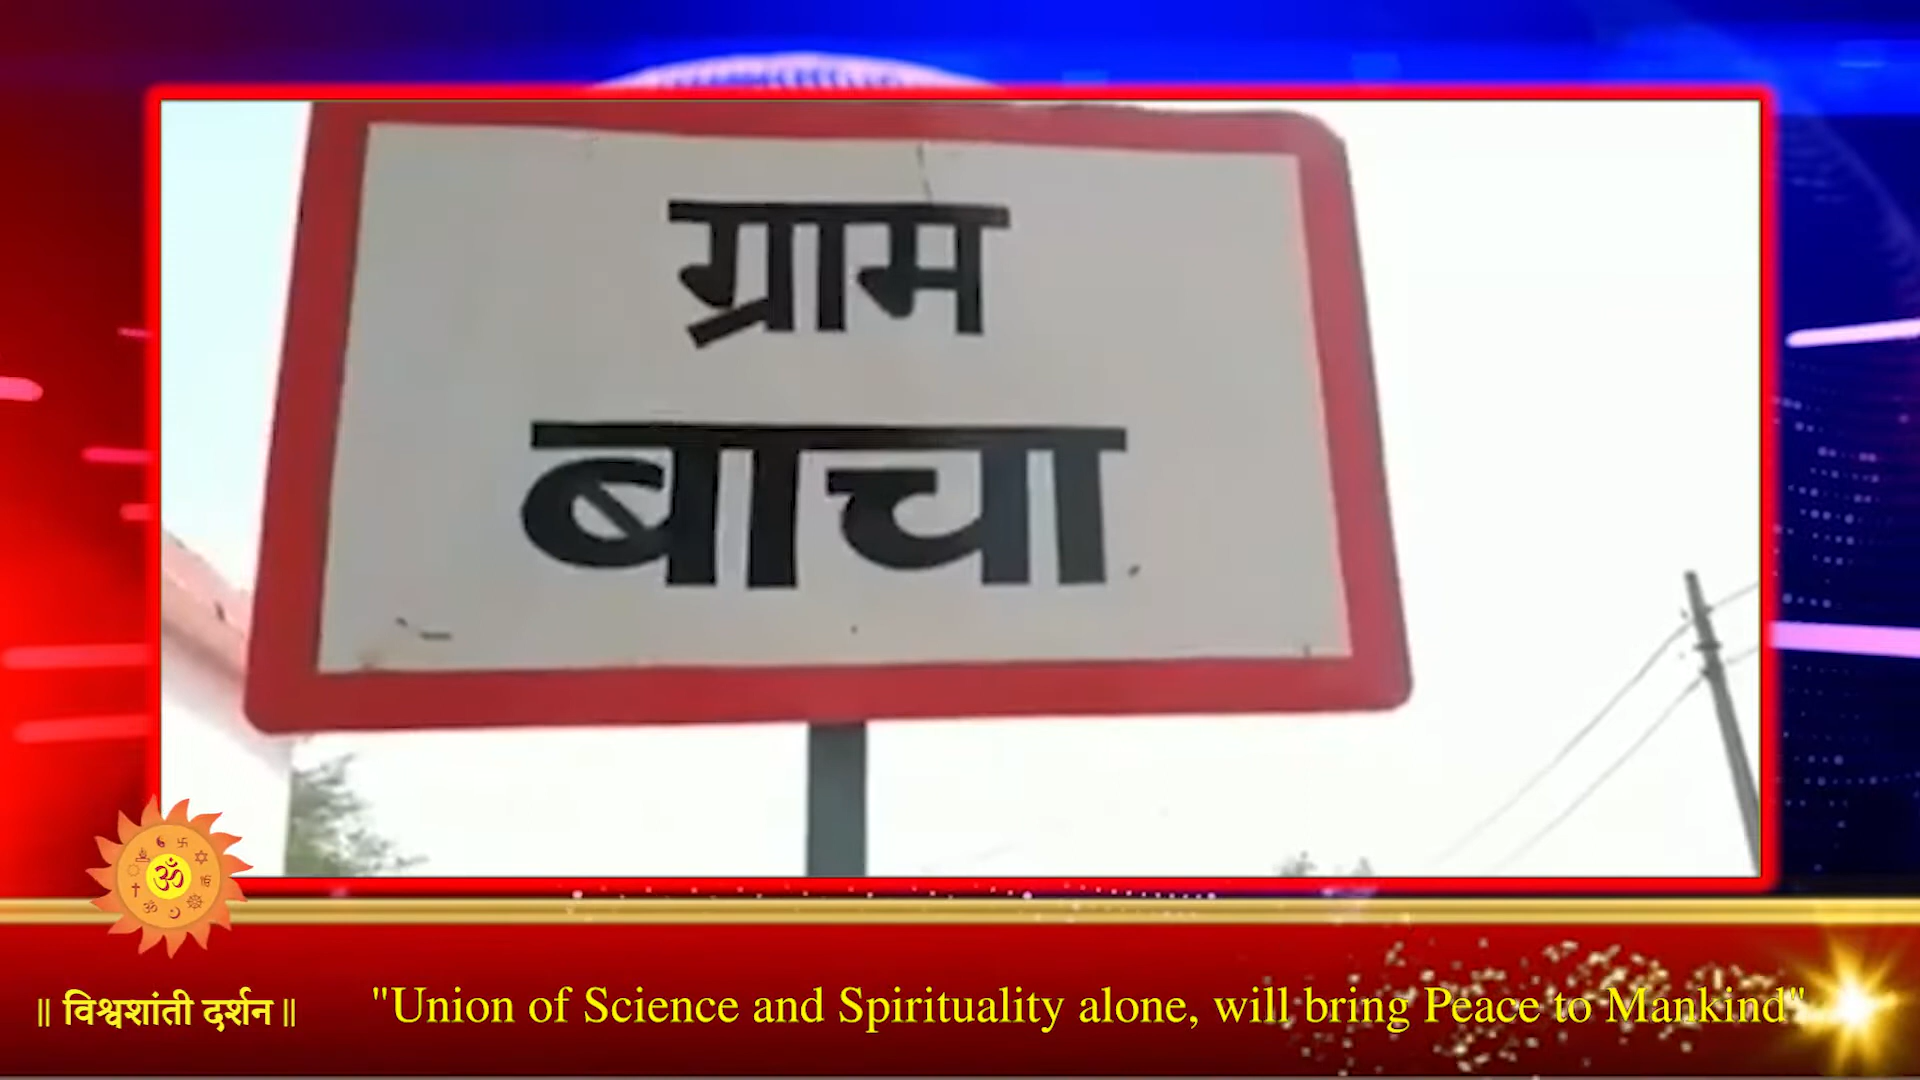 ग्राम
बाचा
॥ विश्वशांती दर्शन ॥
"Union of Science and Spirituality alone, will bring Peace to Mankind"